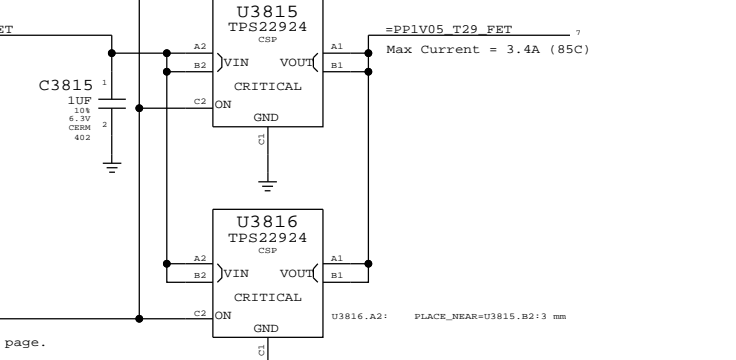 ET
U3815
TPS22924
CSP
=PP1V05_T29_FET
7
Max Current = 3.4A (85C)
A2
A1
B2
VIN
VOUT
B1
C3815
1
CRITICAL
1UF
10%
6.3V
CERM
402
2
C2
ON
GND
C1
U3816
TPS22924
CSP
A2
A1
B2
VIN
VOUT
B1
CRITICAL
C2
ON
U3816.A2: PLACE_NEAR=U3815.B2:3 mm
GND
page.
C1